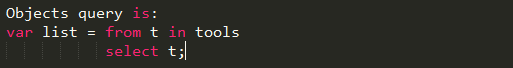 Objects query is:
var list = from t in tools
select t;